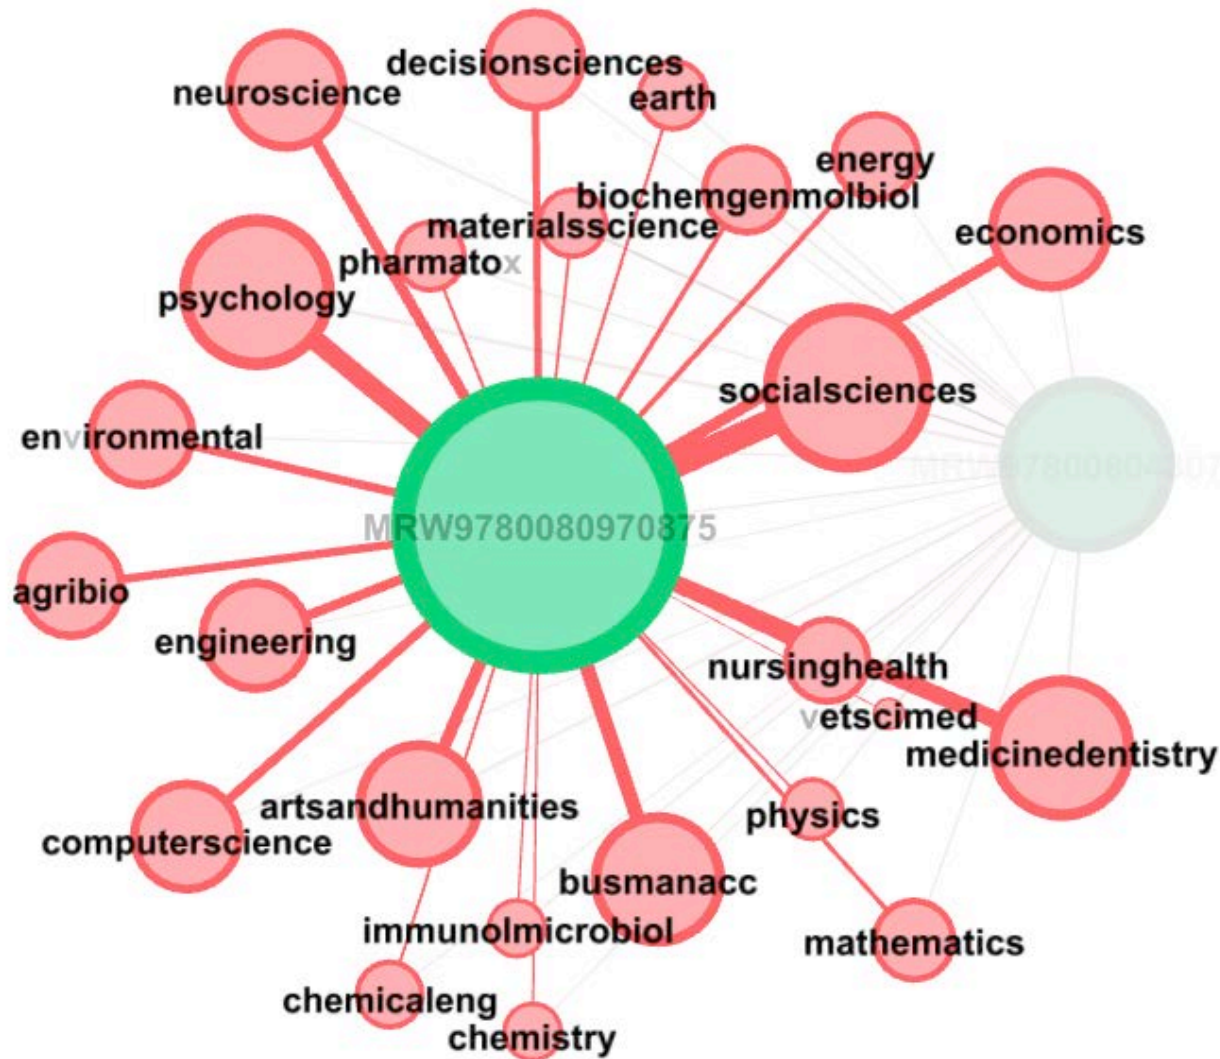 decisionsciences
neuroscience
earth
energy
biochemgenmolbiol
materialsscience
economics
pharmatox
psychology
socialsciences
environmental
MRW9780080970875
agribio
engineering
nursinghealth
vetscimed
medicinedentistry
artsandhumanities
physics
computerscience
busmanacc
immunolmicrobiol
mathematics
chemicaleng
chemistry